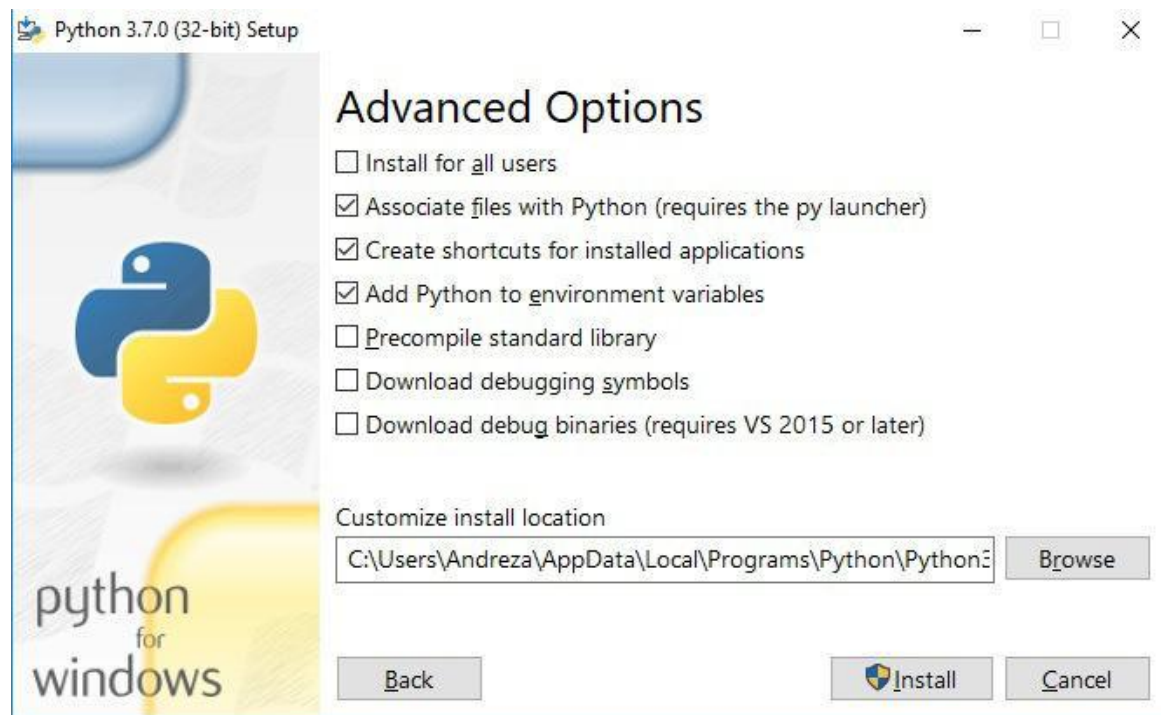 Python 3.7.0 (32-bit) Setup
Advanced Options
Install for all users
Associate files with Python (requires the py launcher)
Create shortcuts for installed applications
Add Python to environment variables
Precompile standard library
Download debugging symbols
Download debug binaries (requires VS 2015 or later)
Customize install location
C:\Users\Andreza\AppData\Local\Programs\Python\Python3
Browse
python
for
windows
Back
Install
Cancel